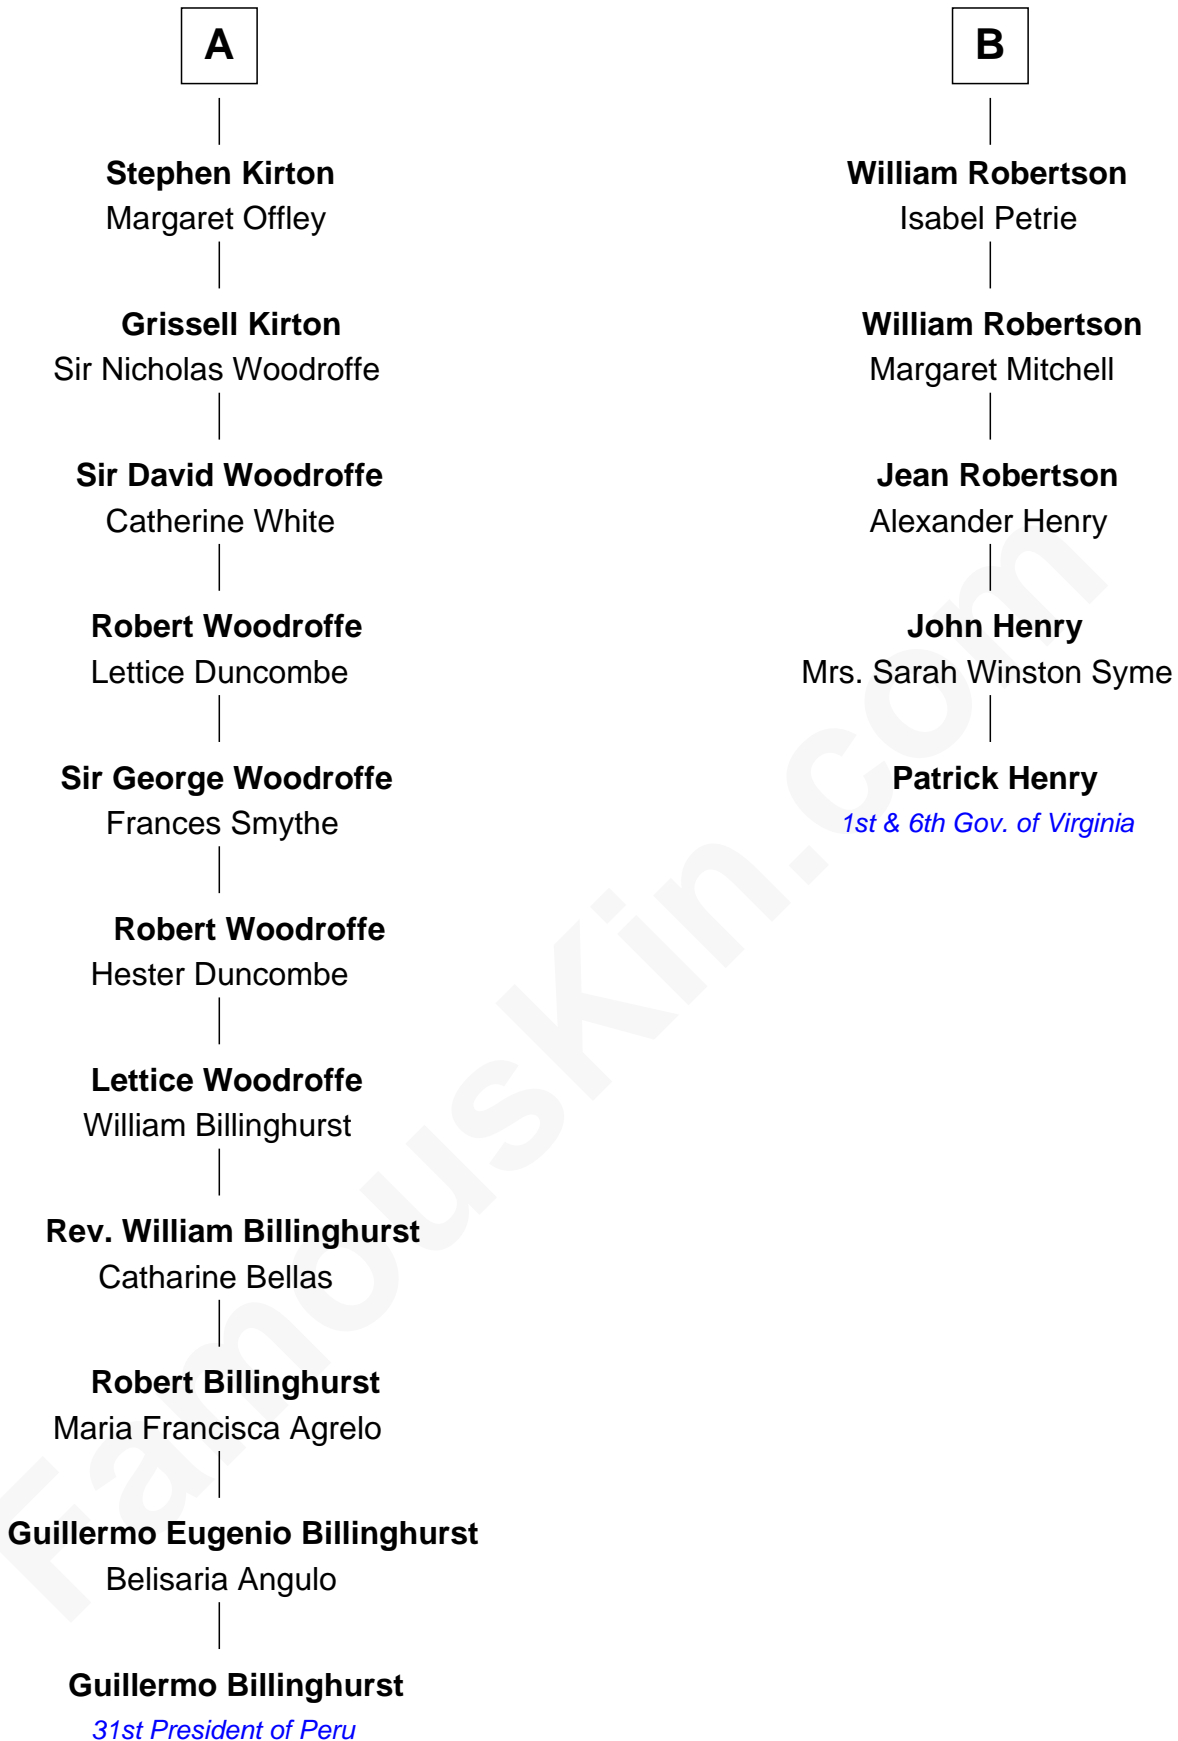 A
Stephen Kirton
Margaret Offley
Grissell Kirton
Sir Nicholas Woodroffe
Sir David Woodroffe
Catherine White
Robert Woodroffe
Lettice Duncombe
Sir George Woodroffe
Frances Smythe
Robert Woodroffe
Hester Duncombe
Lettice Woodroffe
William Billinghurst
Rev. William Billinghurst
Catharine Bellas
Robert Billinghurst
Maria Francisca Agrelo
Guillermo Eugenio Billinghurst
Belisaria Angulo
Guillermo Billinghurst
31st President of Peru
B
William Robertson
Isabel Petrie
William Robertson
Margaret Mitchell
Jean Robertson
Alexander Henry
John Henry
Mrs. Sarah Winston Syme
Patrick Henry
1st & 6th Gov. of Virginia
FamousKin.com